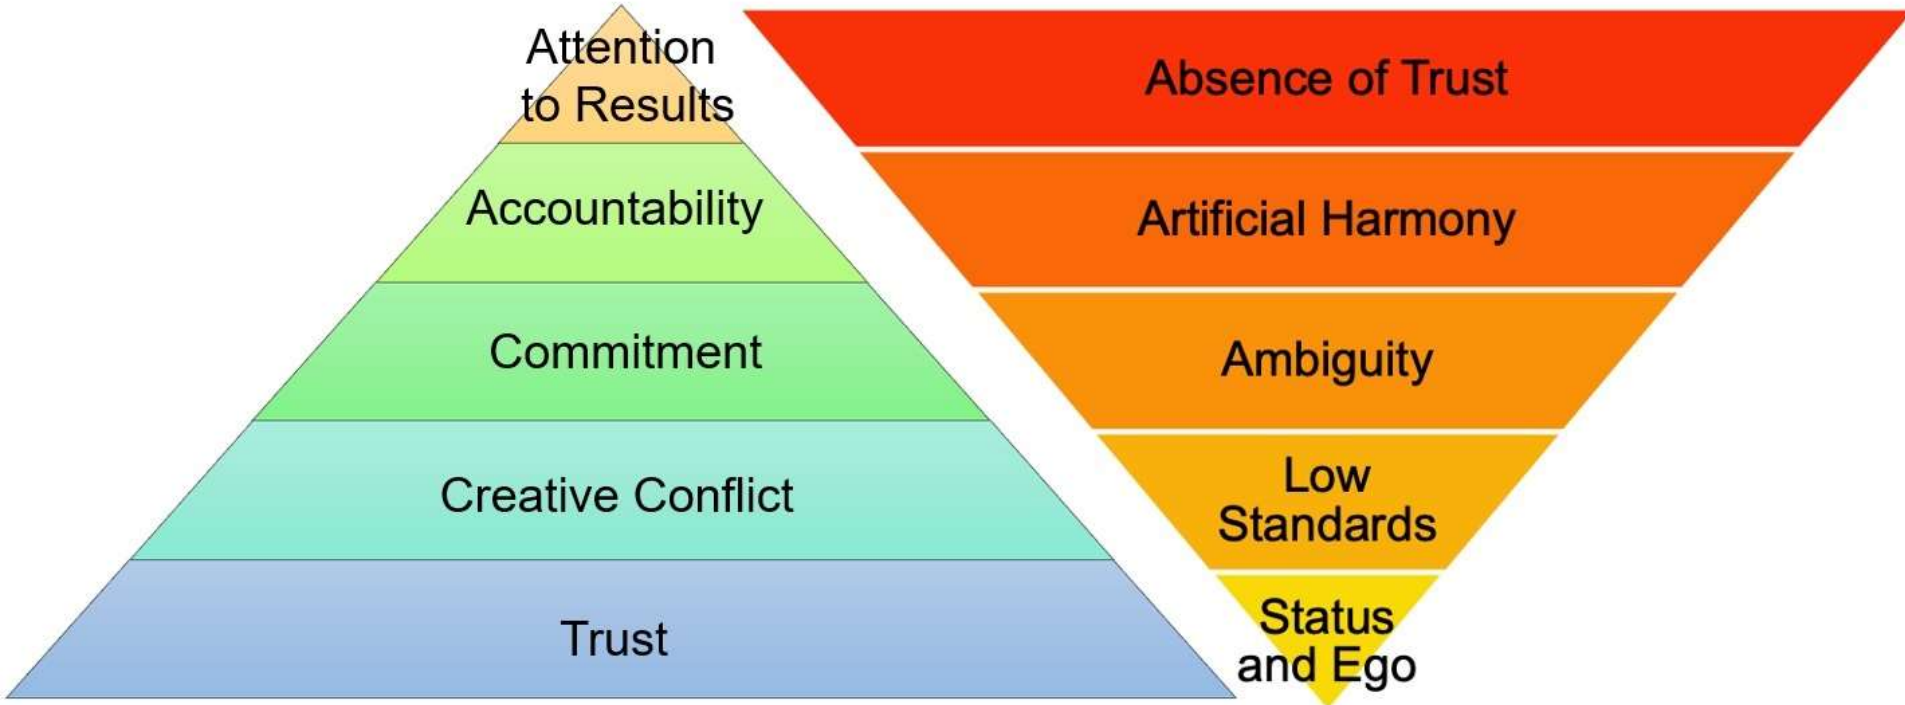 Attention
to Results
Accountability
Commitment
Creative Conflict
Trust
Absence of Trust
Artificial Harmony
Ambiguity
Low
Standards
Status
and Ego